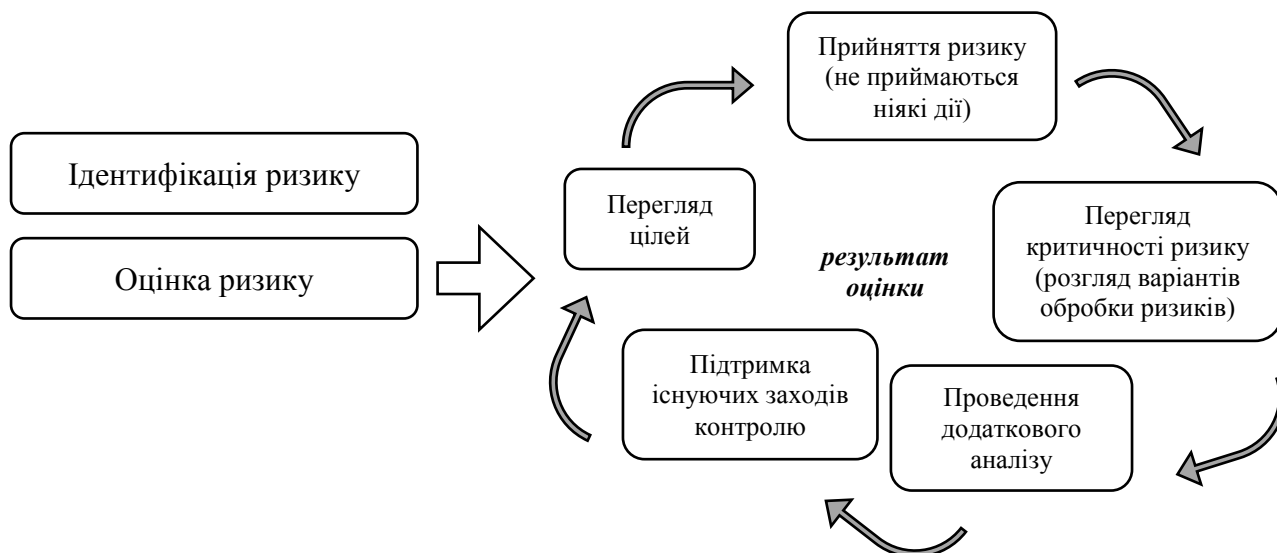 Ідентифікація ризику
Оцінка ризику
Прийняття ризику
(не приймаються
ніякі дії)
Перегляд
критичності ризику
(розгляд варіантів
обробки ризиків)
Проведення
додаткового
аналізу
Підтримка
існуючих заходів
контролю
Перегляд
цілей
результат
оцінки